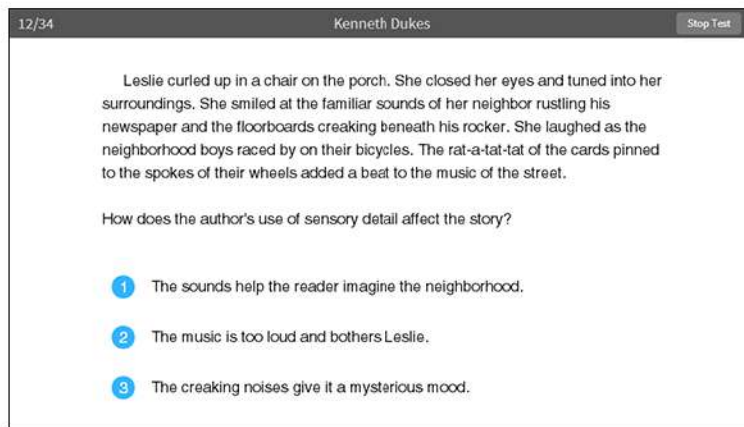 12/34 Kenneth Dukes Stop Test
Leslie curled up in a chair on the porch. She closed her eyes and tuned into her
surroundings. She smiled at the familiar sounds of her neighbor rustling his
newspaper and the floorboards creaking beneath his rocker. She laughed as the
neighborhood boys raced by on their bicycles. The rat-a-tat-tat of the cards pinned
to the spokes of their wheels added a beat to the music of the street.
How does the author's use of sensory detail affect the story?
1 The sounds help the reader imagine the neighborhood.
2 The music is too loud and bothers Leslie.
3 The creaking noises give it a mysterious mood.